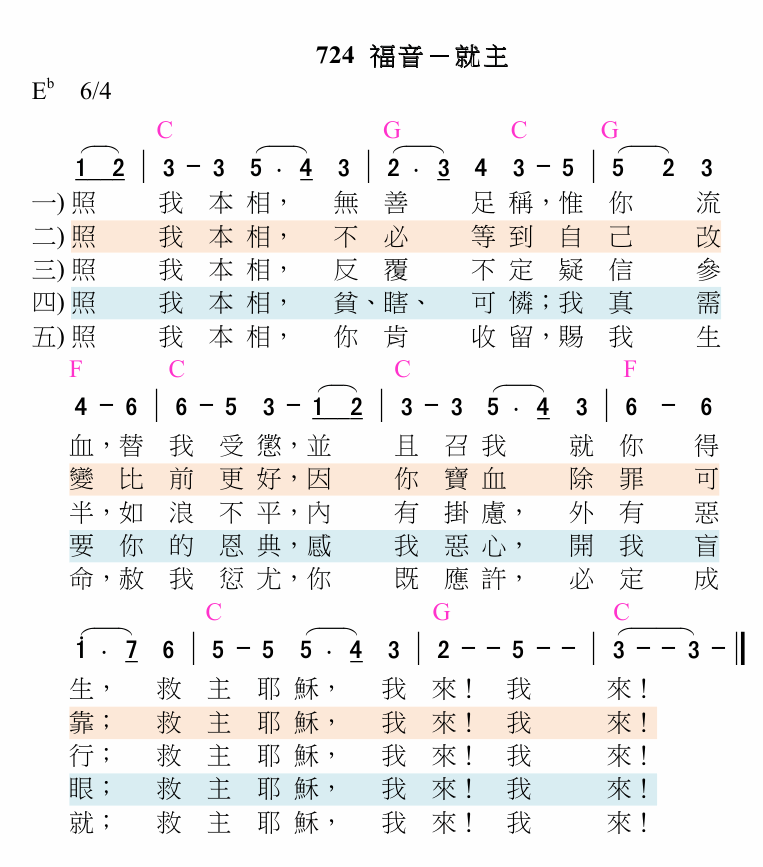 724 福音－就主
E♭ 6/4
C G C G
1 2 | 3 - 3 5 . 4 3 | 2 . 3 4 3 - 5 | 5 2 3
一) 照 我 本 相， 無 善 足 稱，惟 你 流
二) 照 我 本 相， 不 必 等 到 自 己 改
三) 照 我 本 相， 反 覆 不 定 疑 信 參
四) 照 我 本 相， 貧、瞎、 可 憐；我 真 需
五) 照 我 本 相， 你 肯 收 留，賜 我 生
F C C F
4 - 6 | 6 - 5 3 - 1 2 | 3 - 3 5 . 4 3 | 6 - 6
血，替 我 受 懲，並 且 召 我 就 你 得
變 比 前 更 好，因 你 寶 血 除 罪 可
半，如 浪 不 平，內 有 掛 慮， 外 有 惡
要 你 的 恩 典，感 我 惡 心， 開 我 盲
命，赦 我 愆 尤，你 既 應 許， 必 定 成
C G C
i . 7 6 | 5 - 5 5 . 4 3 | 2 - - 5 - - | 3 - - 3 - ‖
生， 救 主 耶 穌， 我 來！ 我 來！
靠； 救 主 耶 穌， 我 來！ 我 來！
行； 救 主 耶 穌， 我 來！ 我 來！
眼； 救 主 耶 穌， 我 來！ 我 來！
就； 救 主 耶 穌， 我 來！ 我 來！